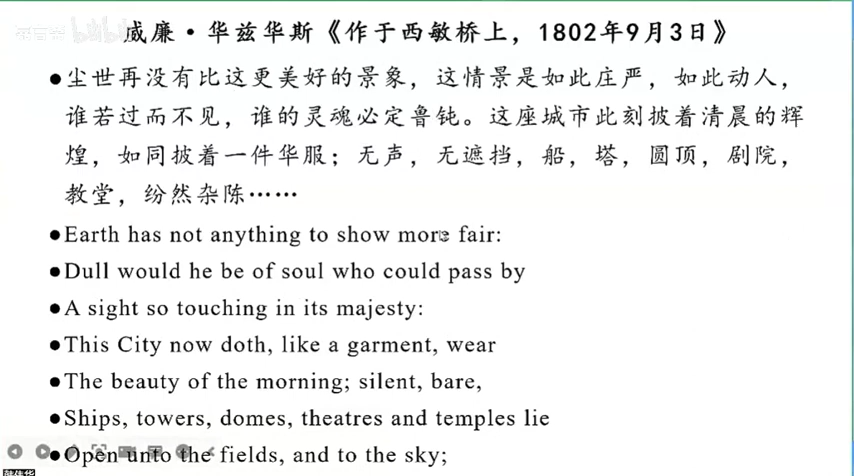 威廉·华兹华斯《作于西敏桥上，1802年9月3日》
●尘世再没有比这更美好的景象，这情景是如此庄严，如此动人，
谁若过而不见，谁的灵魂必定鲁钝。这座城市此刻披着清晨的辉
煌，如同披着一件华服；无声，无遮挡，船，塔，圆顶，剧院，
教堂，纷然杂陈……
●Earth has not anything to show more fair:
●Dull would he be of soul who could pass by
●A sight so touching in its majesty:
●This City now doth, like a garment, wear
●The beauty of the morning; silent, bare,
●Ships, towers, domes, theatres and temples lie
●Open unto the fields, and to the sky;